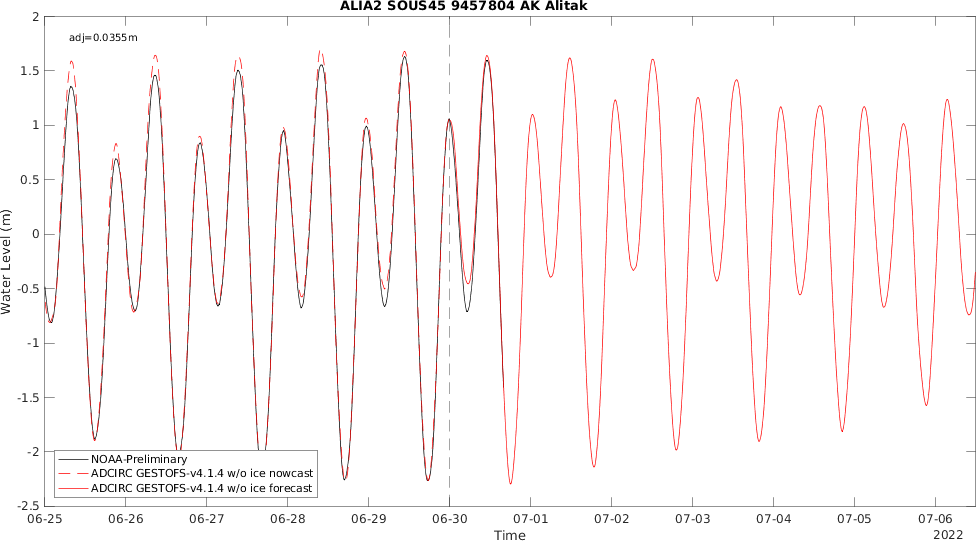 ALIA2 SOUS45 9457804 AK Alitak
adj=0.0355m
2
1.5
1
0.5
0
-0.5
-1
-1.5
-2
-2.5
Water Level (m)
NOAA-Preliminary
ADCIRC GESTOFS-v4.1.4 w/o ice nowcast
ADCIRC GESTOFS-v4.1.4 w/o ice forecast
06-25 06-26 06-27 06-28 06-29 06-30 07-01 07-02 07-03 07-04 07-05 07-06
Time
2022